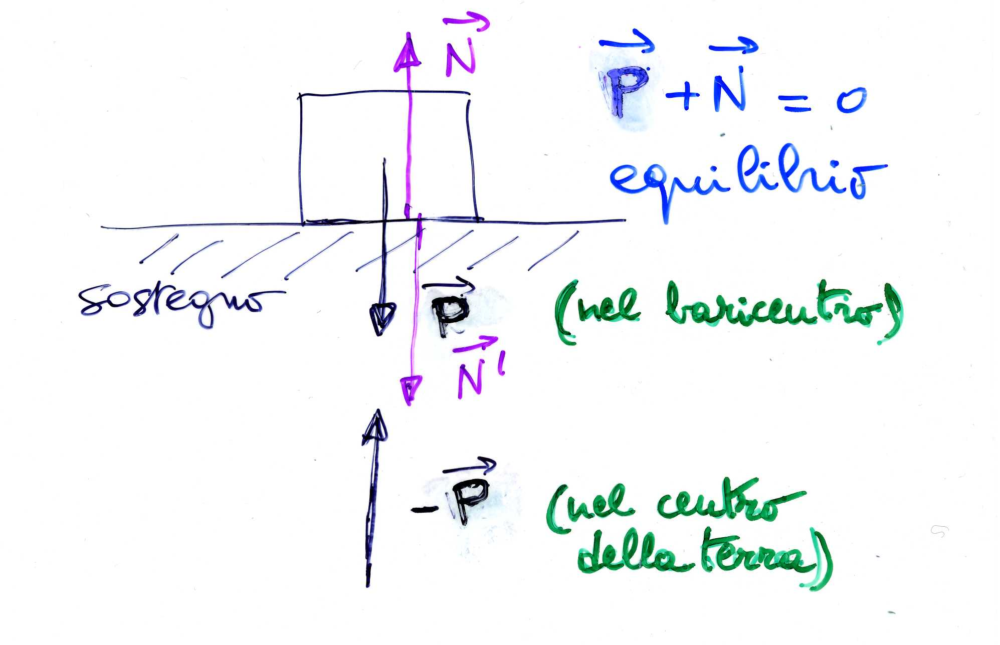 N⃗
P⃗ + N⃗ = 0
equilibrio
sostegno
P⃗ (nel baricentro)
N⃗'
-P⃗ (nel centro
della terra)